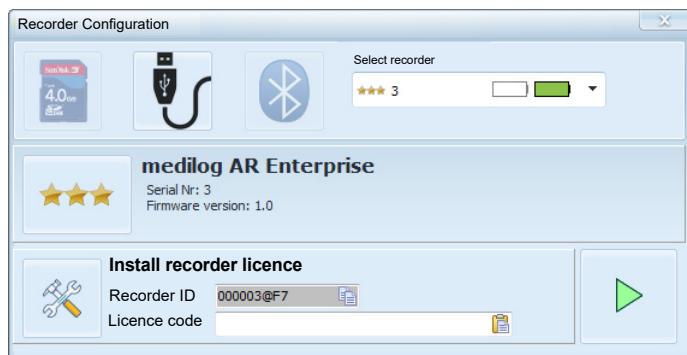 Recorder Configuration
SanDisk
4.0GB
Select recorder
3
medilog AR Enterprise
Serial Nr: 3
Firmware version: 1.0
Install recorder licence
Recorder ID 000003@F7
Licence code